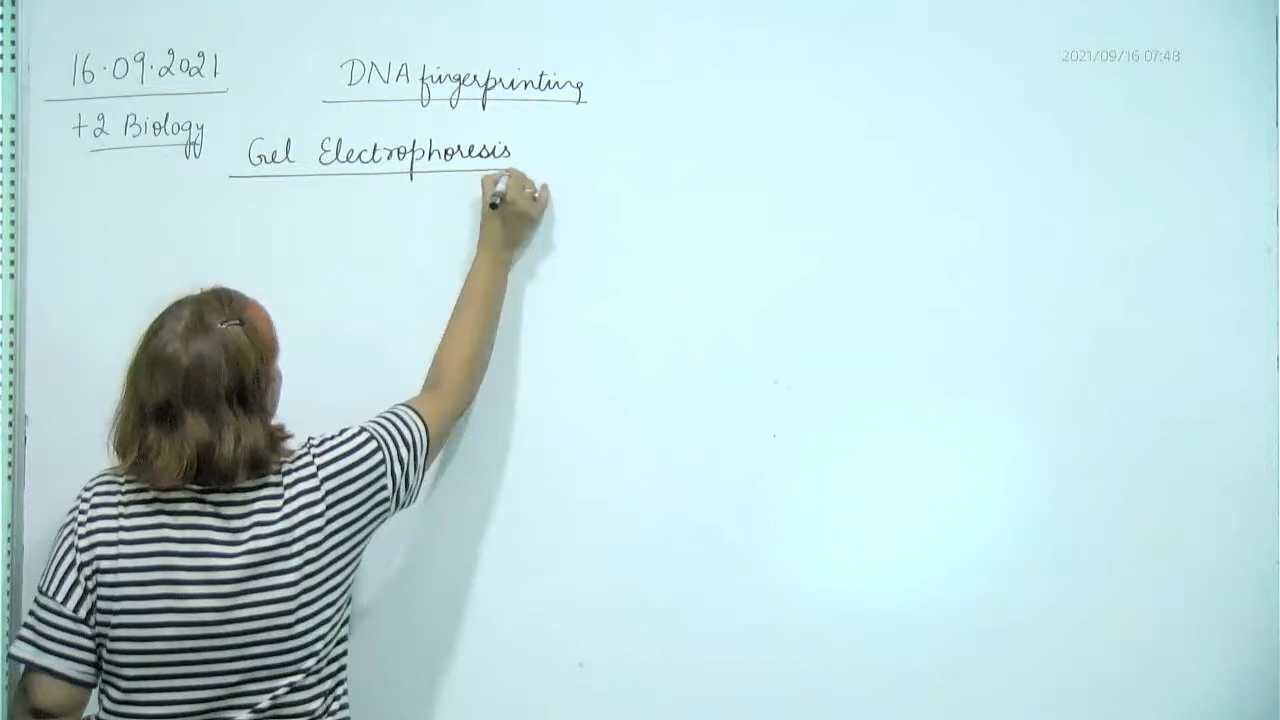 16.09.2021
DNA fingerprinting
2021/09/16 07:48
+2 Biology
Gel Electrophoresis